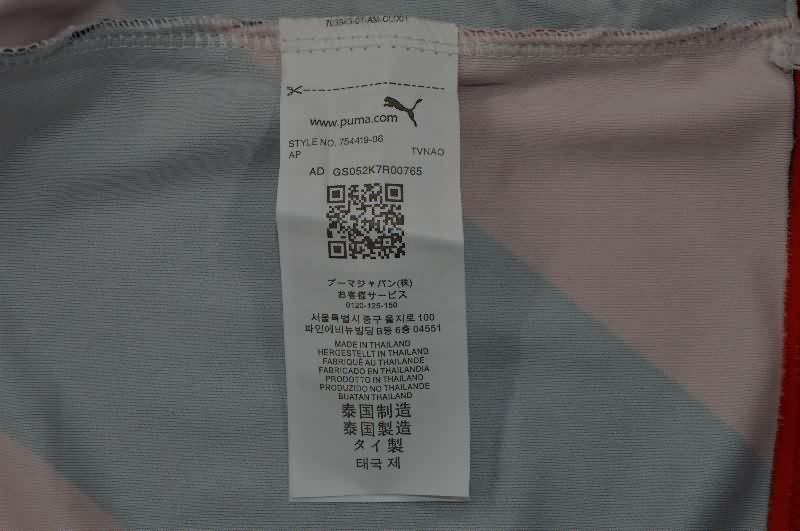 www.puma.com
STYLE NO. 754419-06
AP TVNAO
AD GS052K7R00765
プーマジャパン(株)
お客様サービス
0120-125-150
서울특별시중구 을지로 100
파인에비뉴빌딩 B동 6층 04551
MADE IN THAILAND
HERGESTELLT IN THAILAND
FABRIQUÉ AU THAÏLANDE
FABRICADO EN THAILANDIA
PRODOTTO IN THAILAND
PRODUZIDO NO THAILANDE
BUATAN THAILAND
泰国制造
泰國製造
タイ製
태국 제